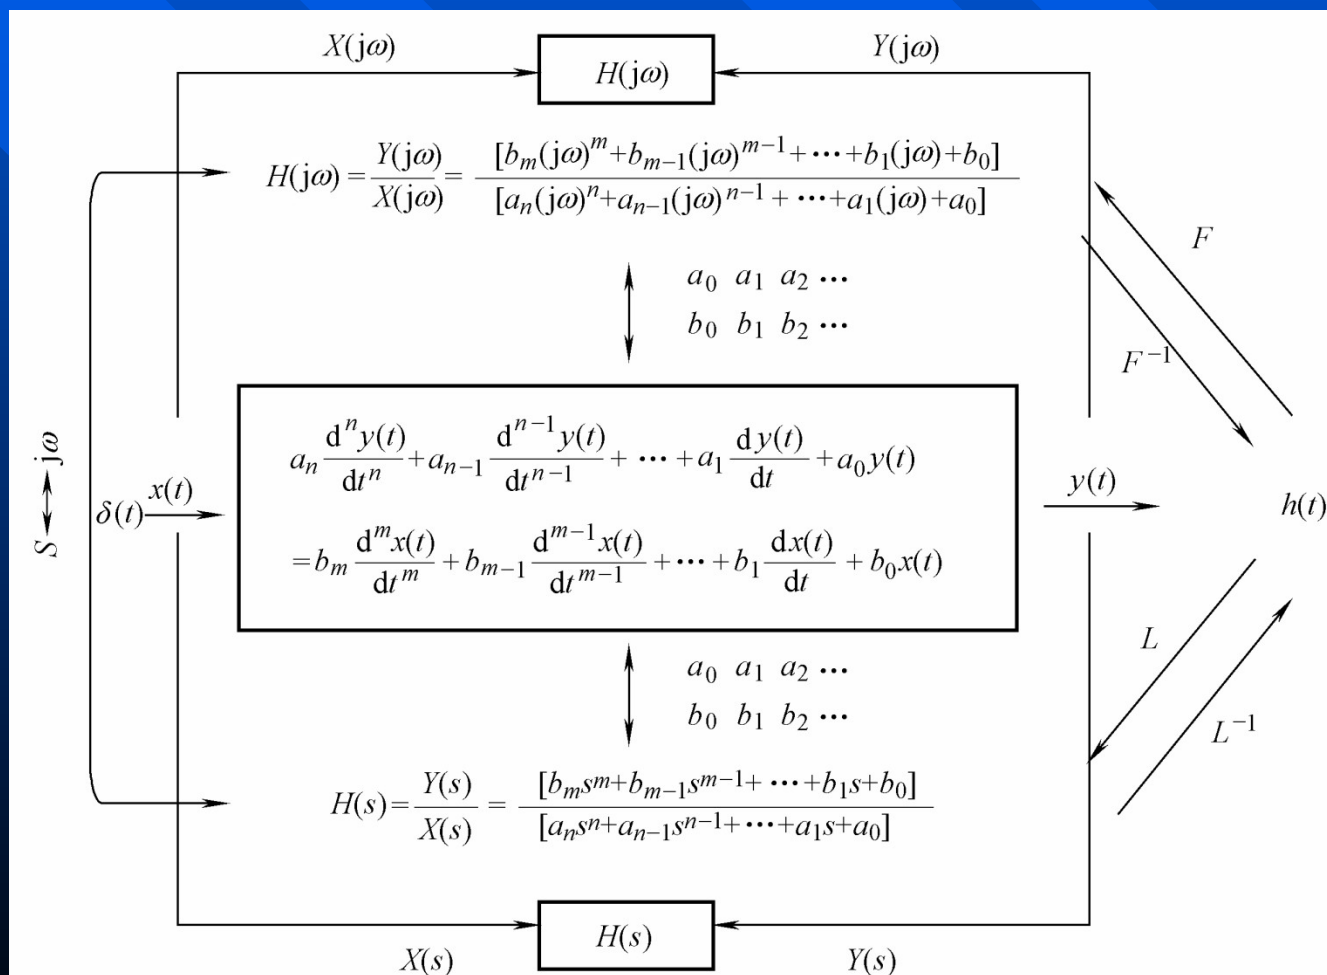 X(jω) H(jω) Y(jω)
H(jω) = Y(jω)/X(jω) = [b_m(jω)^m+b_{m−1}(jω)^{m−1}+ ⋯ +b_1(jω)+b_0]/[a_n(jω)^n+a_{n−1}(jω)^{n−1}+ ⋯+a_1(jω)+a_0]
F
a_0 a_1 a_2 ⋯
b_0 b_1 b_2 ⋯
F^{−1}
a_n d^n y(t)/dt^n + a_{n−1} d^{n−1} y(t)/dt^{n−1} + ⋯ + a_1 dy(t)/dt + a_0 y(t)
S↔jω
δ(t) x(t)
y(t)
h(t)
=b_m d^m x(t)/dt^m + b_{m−1} d^{m−1} x(t)/dt^{m−1} + ⋯ + b_1 dx(t)/dt + b_0 x(t)
L
a_0 a_1 a_2 ⋯
b_0 b_1 b_2 ⋯
L^{−1}
H(s) = Y(s)/X(s) = [b_m s^m+b_{m−1}s^{m−1}+ ⋯+b_1 s+b_0]/[a_n s^n+a_{n−1}s^{n−1}+ ⋯+a_1 s+a_0]
H(s)
X(s) Y(s)